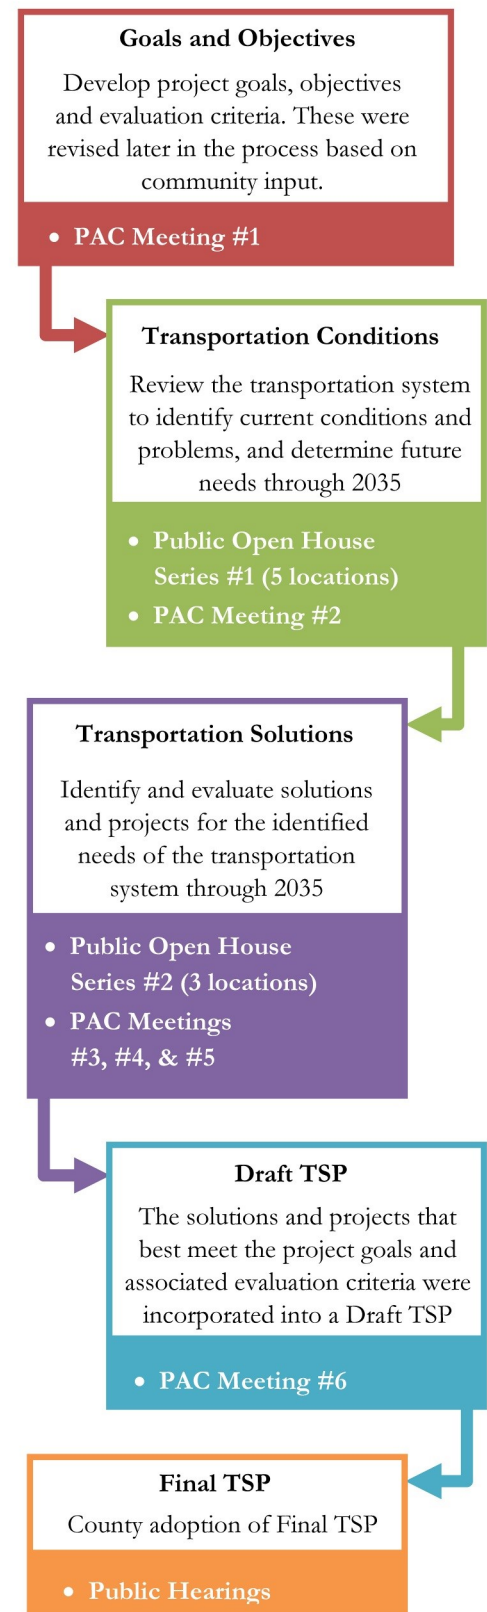 Goals and Objectives
Develop project goals, objectives
and evaluation criteria. These were
revised later in the process based on
community input.
• PAC Meeting #1
Transportation Conditions
Review the transportation system
to identify current conditions and
problems, and determine future
needs through 2035
• Public Open House
Series #1 (5 locations)
• PAC Meeting #2
Transportation Solutions
Identify and evaluate solutions
and projects for the identified
needs of the transportation
system through 2035
• Public Open House
Series #2 (3 locations)
• PAC Meetings
#3, #4, & #5
Draft TSP
The solutions and projects that
best meet the project goals and
associated evaluation criteria were
incorporated into a Draft TSP
• PAC Meeting #6
Final TSP
County adoption of Final TSP
• Public Hearings